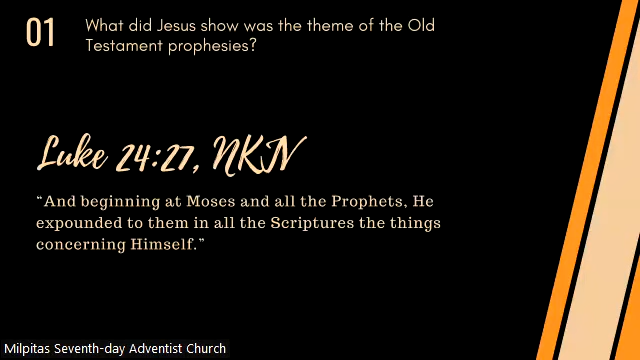 01
What did Jesus show was the theme of the Old
Testament prophesies?
Luke 24:27, NKJV
“And beginning at Moses and all the Prophets, He
expounded to them in all the Scriptures the things
concerning Himself.”
Milpitas Seventh-day Adventist Church